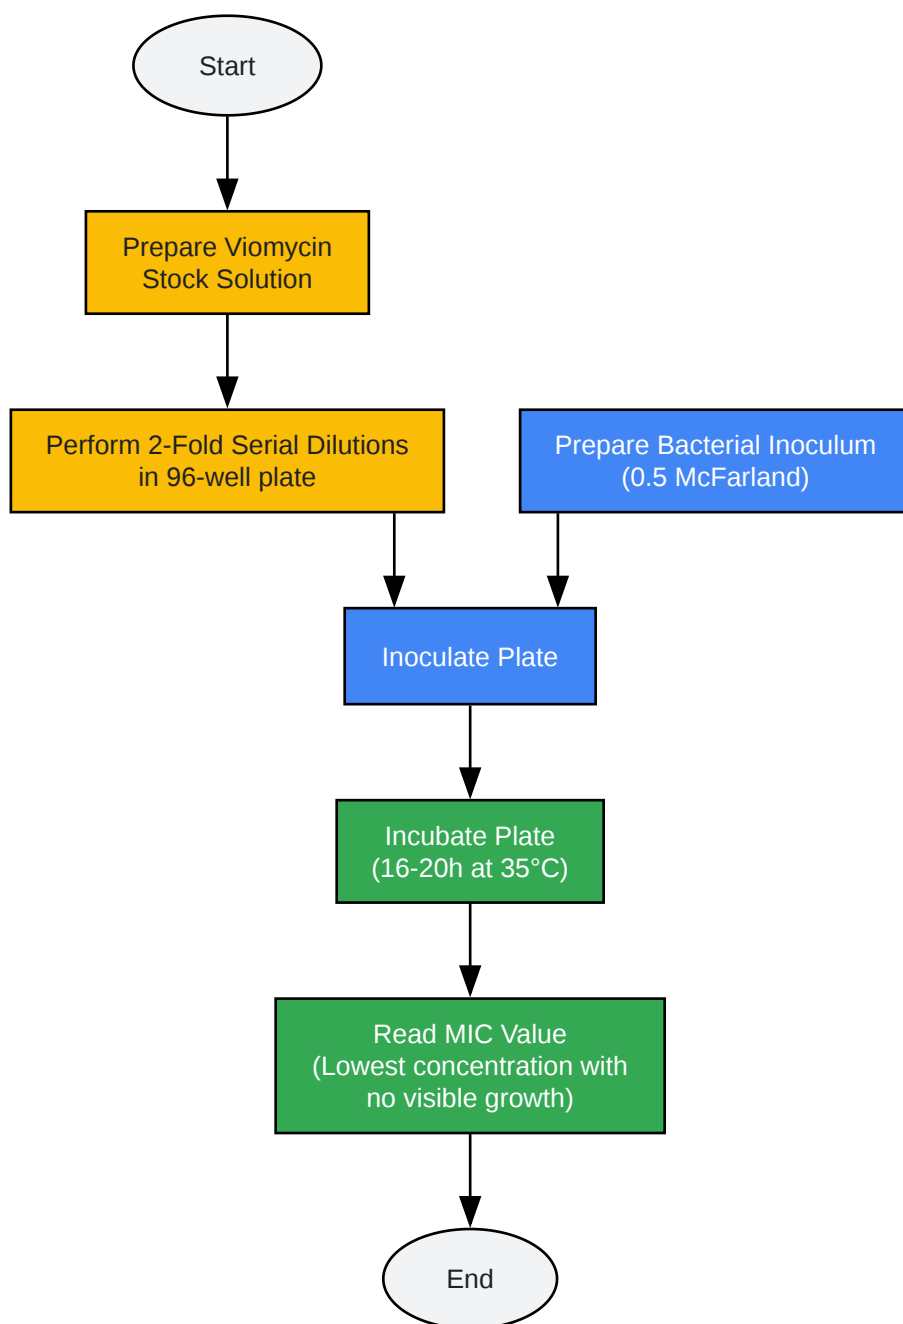 Start
Prepare Viomycin
Stock Solution
Perform 2-Fold Serial Dilutions
in 96-well plate
Prepare Bacterial Inoculum
(0.5 McFarland)
Inoculate Plate
Incubate Plate
(16-20h at 35°C)
Read MIC Value
(Lowest concentration with
no visible growth)
End